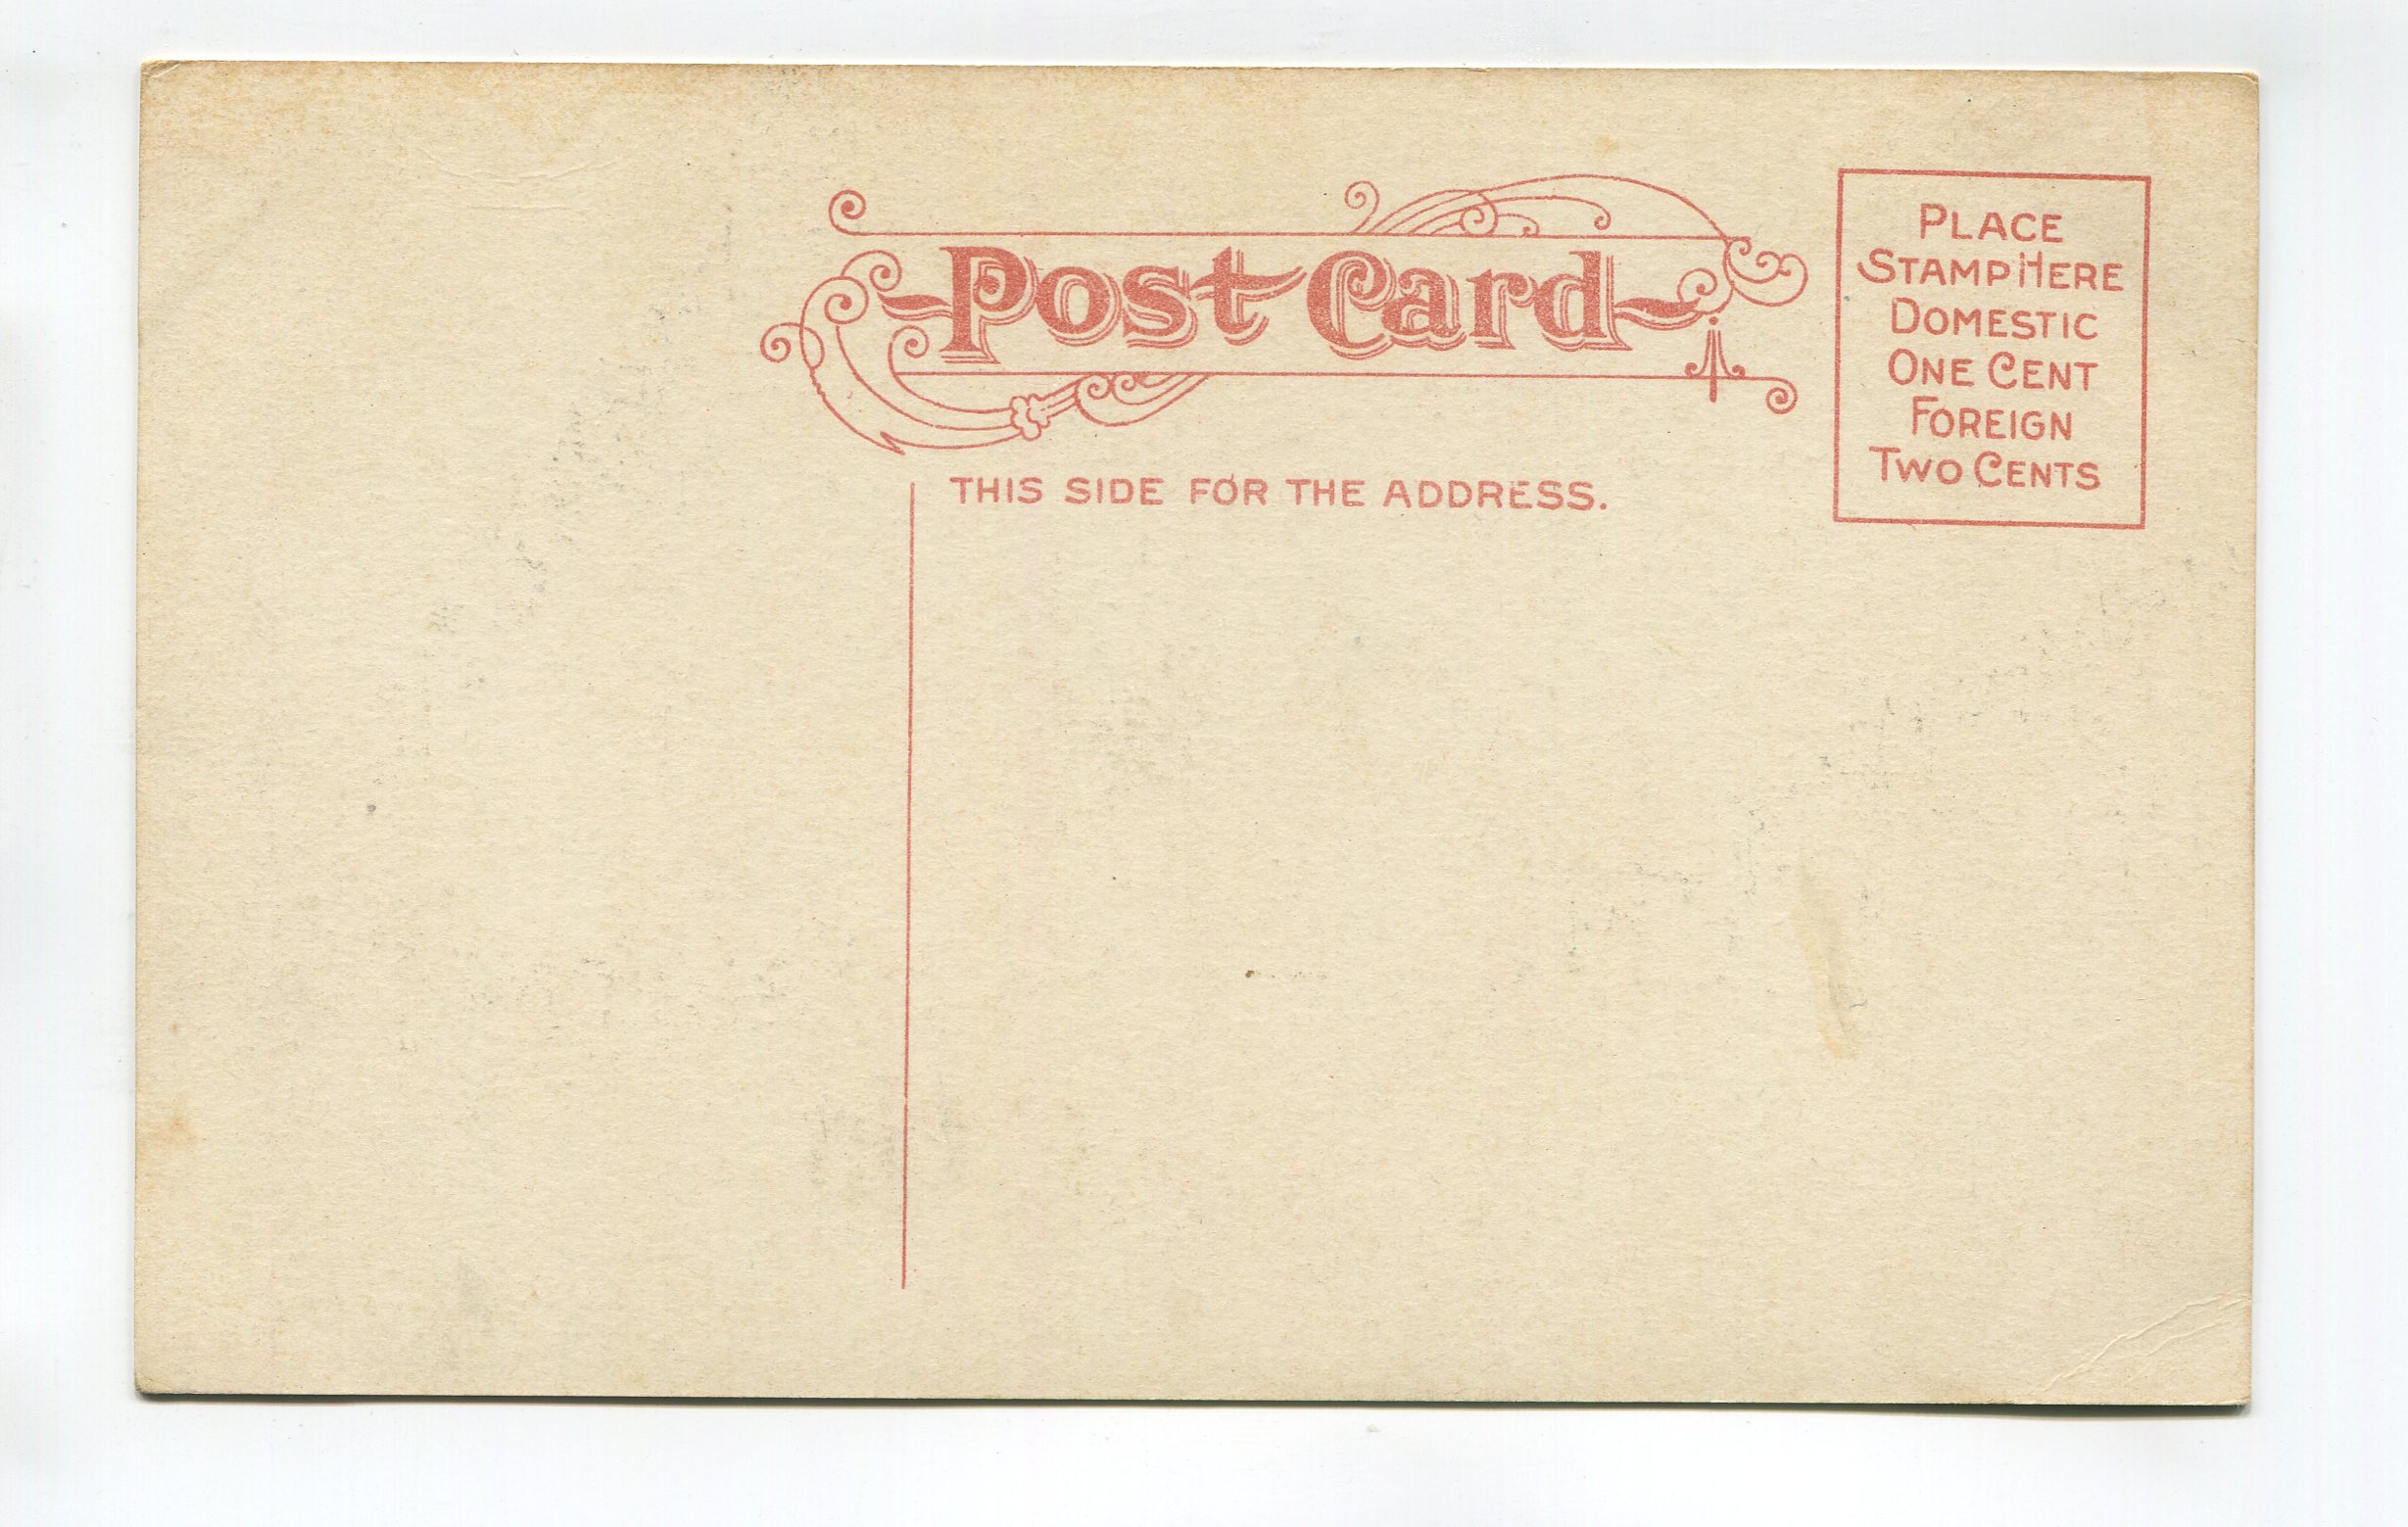 Post Card
PLACE
STAMP HERE
DOMESTIC
ONE CENT
FOREIGN
TWO CENTS
THIS SIDE FOR THE ADDRESS.